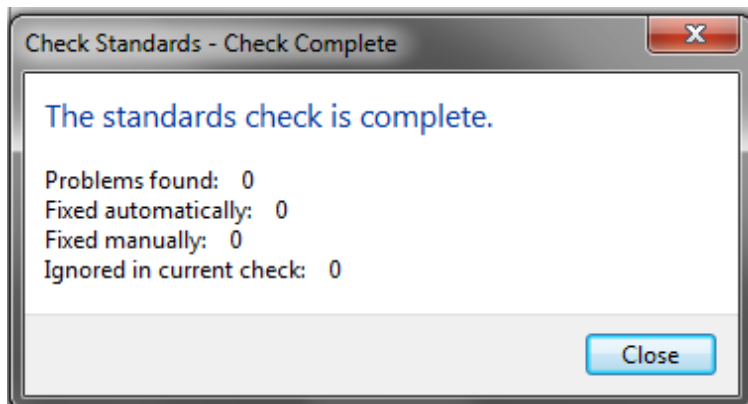 Check Standards - Check Complete
The standards check is complete.
Problems found: 0
Fixed automatically: 0
Fixed manually: 0
Ignored in current check: 0
Close